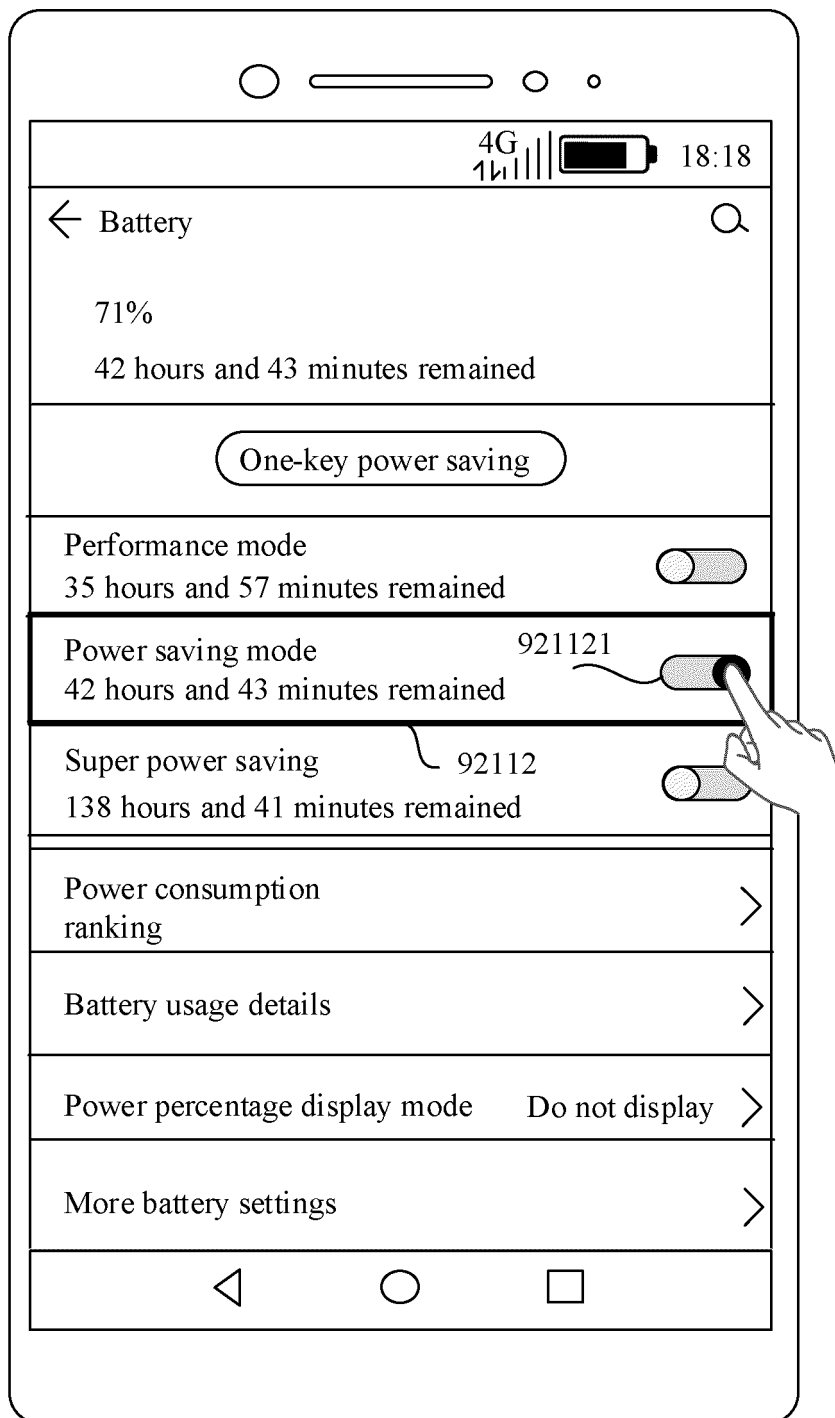 4G
18:18
Battery
71%
42 hours and 43 minutes remained
One-key power saving
Performance mode
35 hours and 57 minutes remained
Power saving mode
921121
42 hours and 43 minutes remained
Super power saving
92112
138 hours and 41 minutes remained
Power consumption
ranking
Battery usage details
Power percentage display mode Do not display
More battery settings